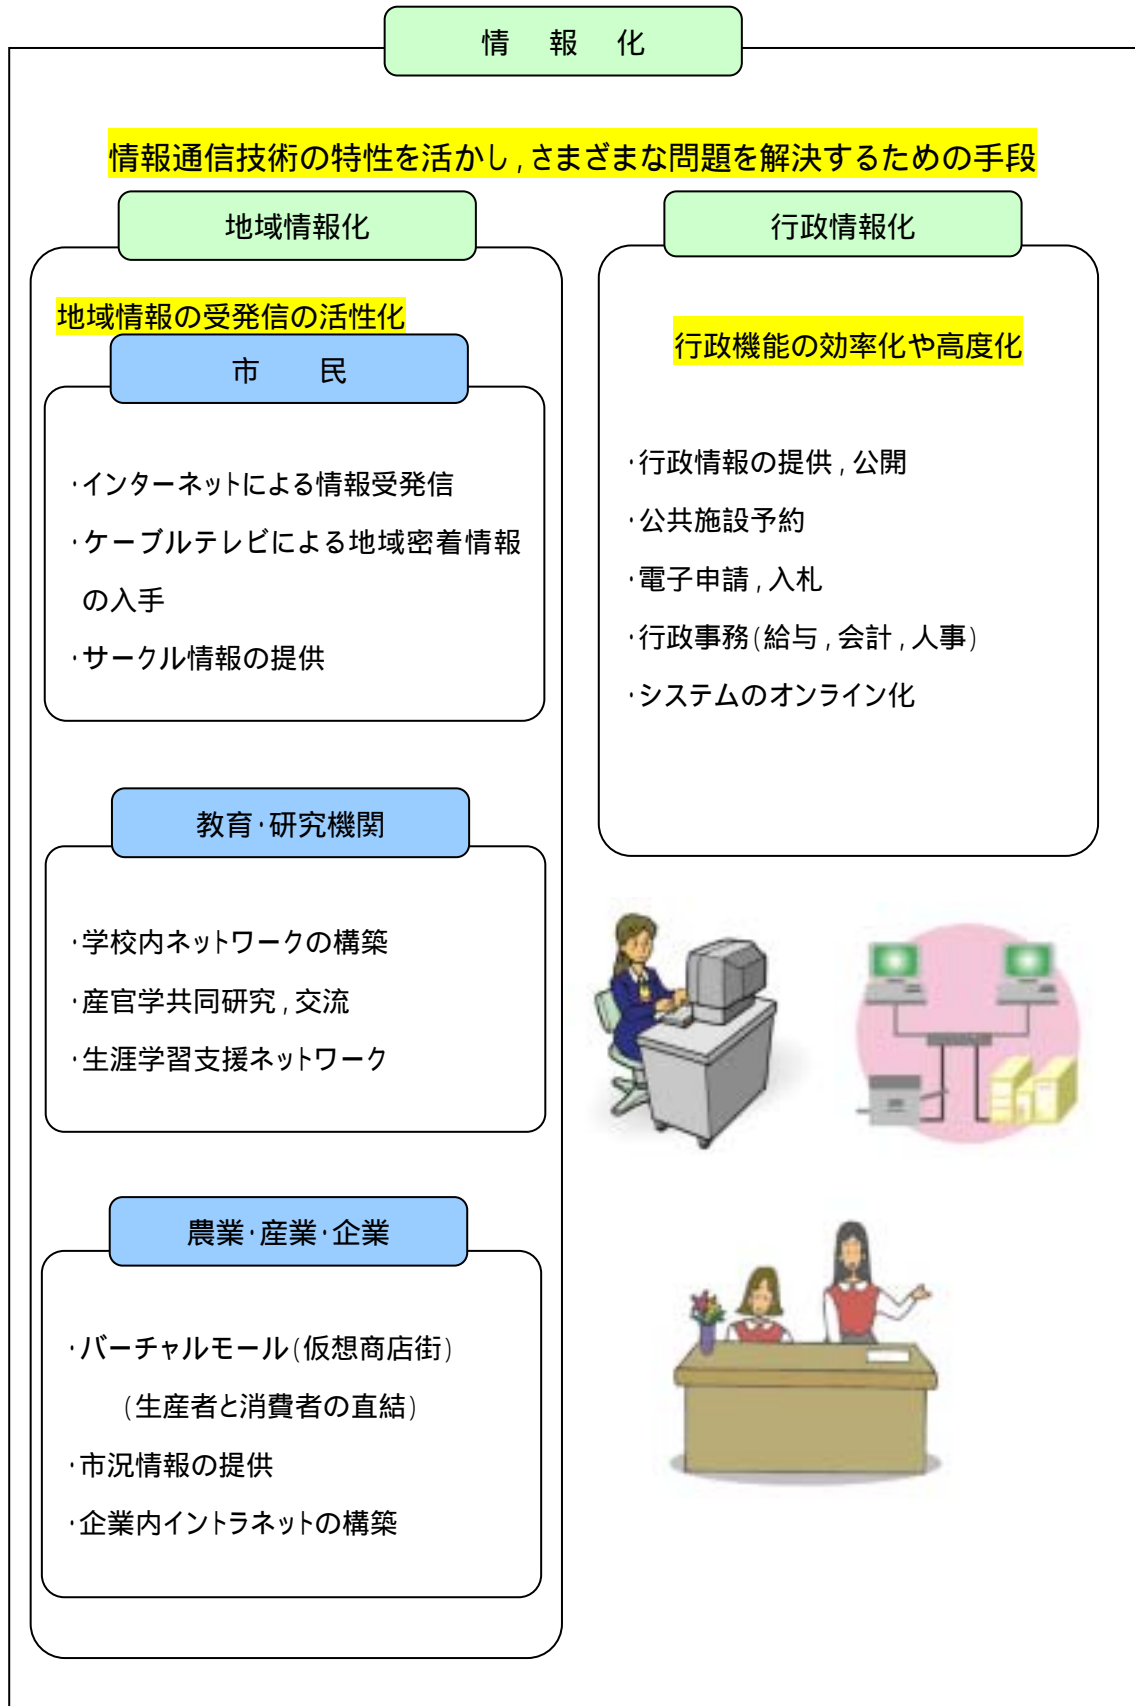 情 報 化
情報通信技術の特性を活かし,さまざまな問題を解決するための手段
地域情報化
地域情報の受発信の活性化
市 民
・インターネットによる情報受発信
・ケーブルテレビによる地域密着情報
の入手
・サークル情報の提供
教育・研究機関
・学校内ネットワークの構築
・産官学共同研究,交流
・生涯学習支援ネットワーク
農業・産業・企業
・バーチャルモール(仮想商店街)
(生産者と消費者の直結)
・市況情報の提供
・企業内イントラネットの構築
行政情報化
行政機能の効率化や高度化
・行政情報の提供,公開
・公共施設予約
・電子申請,入札
・行政事務(給与,会計,人事)
・システムのオンライン化